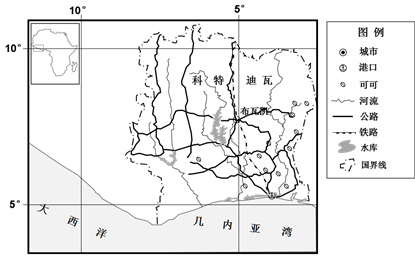 10° 5°
10°
5°
科特迪瓦
布瓦凯
大西洋 几内亚湾
图例
城市
港口
可可
河流
公路
铁路
水库
国界线